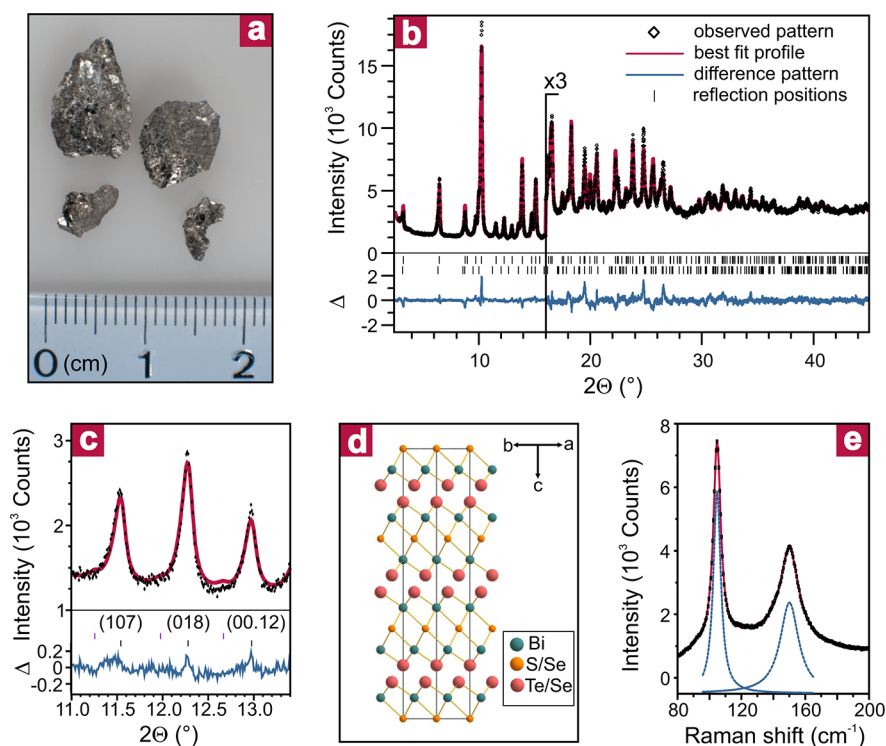 a
0 (cm) 1 2
b
observed pattern
best fit profile
difference pattern
reflection positions
x3
Intensity (10³ Counts)
15
10
5
0
Δ
2
0
-2
10 20 30 40
2Θ (°)
c
Intensity (10³ Counts)
3
2
1
(107) (018) (00.12)
Δ
0.2
-0.2
11.0 11.5 12.0 12.5 13.0
2Θ (°)
d
b a
c
Bi
S/Se
Te/Se
e
Intensity (10³ Counts)
8
6
4
2
0
80 120 160 200
Raman shift (cm⁻¹)